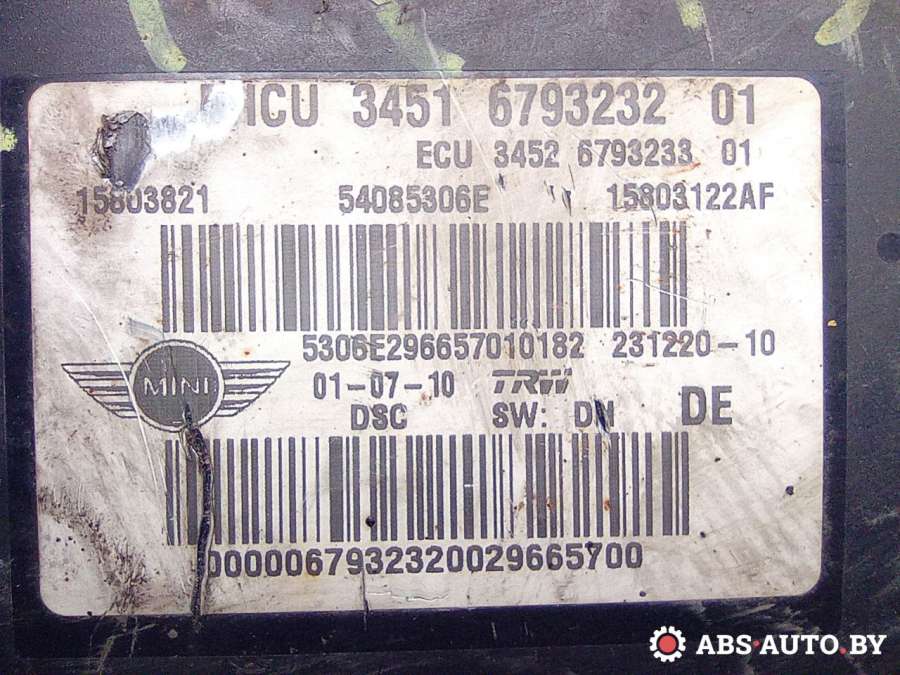 HCU 3451 6793232 01
ECU 3452 6793233 01
15803821 54085306E 15803122AF
5306E296657010182 231220-10
MINI
01-07-10 TRW
DSC SW: DN DE
0000067932320029665700
ABS-AUTO.BY